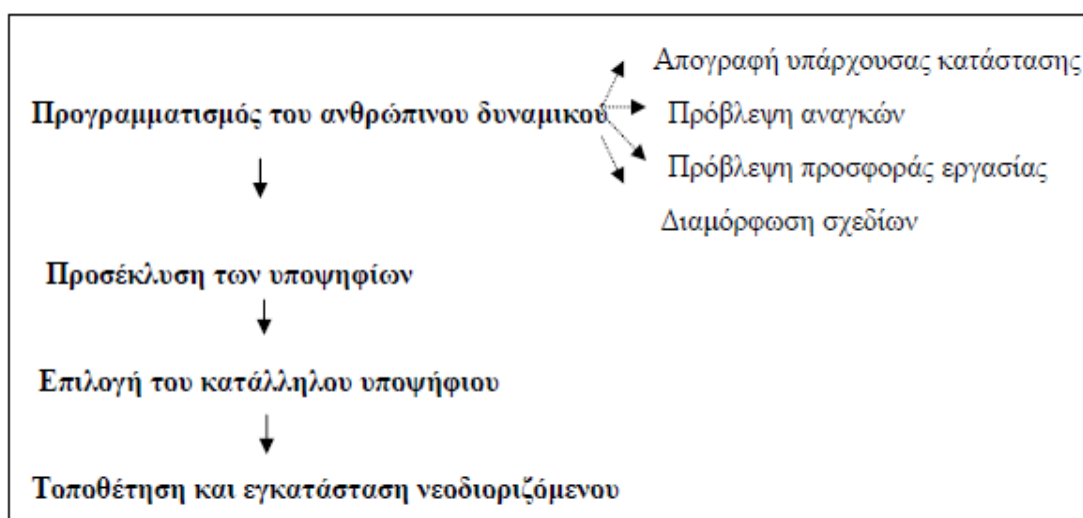 Απογραφή υπάρχουσας κατάστασης
Προγραμματισμός του ανθρώπινου δυναμικού
Πρόβλεψη αναγκών
Πρόβλεψη προσφοράς εργασίας
Διαμόρφωση σχεδίων
Προσέκλυση των υποψηφίων
Επιλογή του κατάλληλου υποψήφιου
Τοποθέτηση και εγκατάσταση νεοδιοριζόμενου